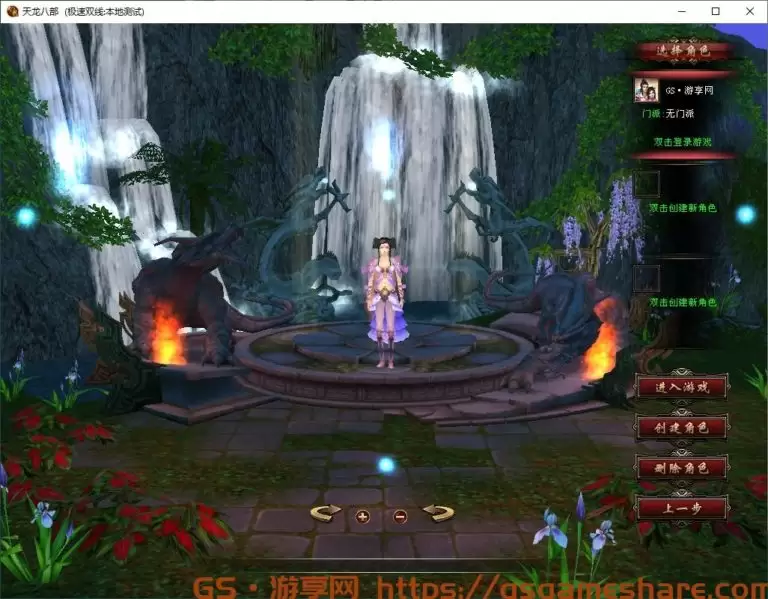 天龙八部 (极速双线:本地测试)
选择角色
GS·游享网
门派:无门派
双击登录游戏
双击创建新角色
双击创建新角色
进入游戏
创建角色
删除角色
上一步
GS·游享网 https://gsgameshare.com